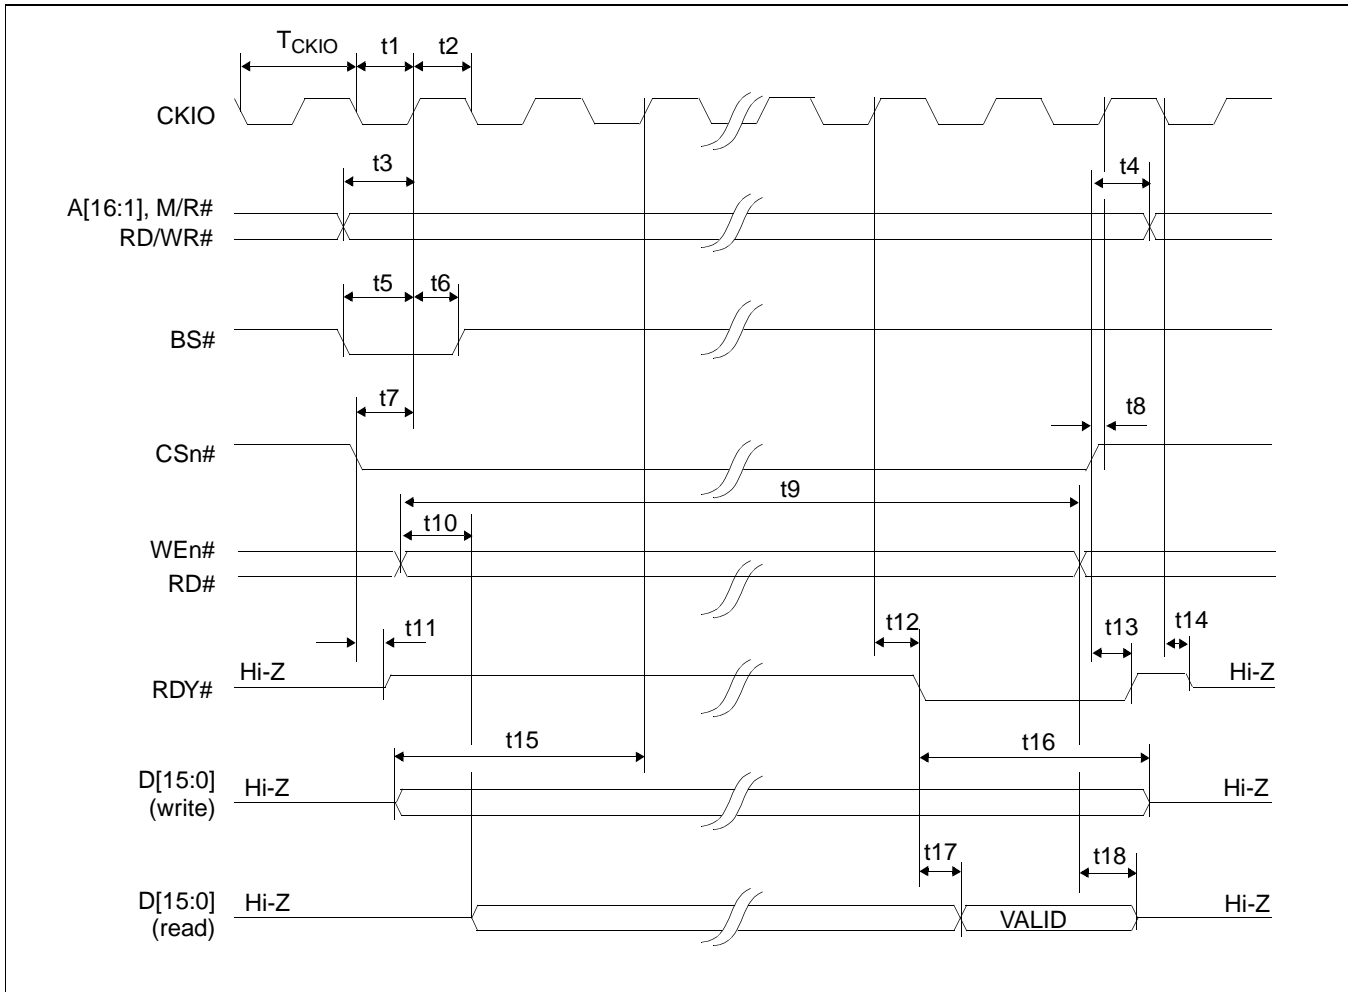 TCKIO t1 t2
CKIO
t3 t4
A[16:1], M/R#
RD/WR#
t5 t6
BS#
t7 t8
CSn#
t9
t10
WEn#
RD#
t11 t12 t13 t14
Hi-Z Hi-Z
RDY#
t15 t16
D[15:0]
(write)
Hi-Z Hi-Z
t17 t18
D[15:0]
(read)
Hi-Z VALID Hi-Z